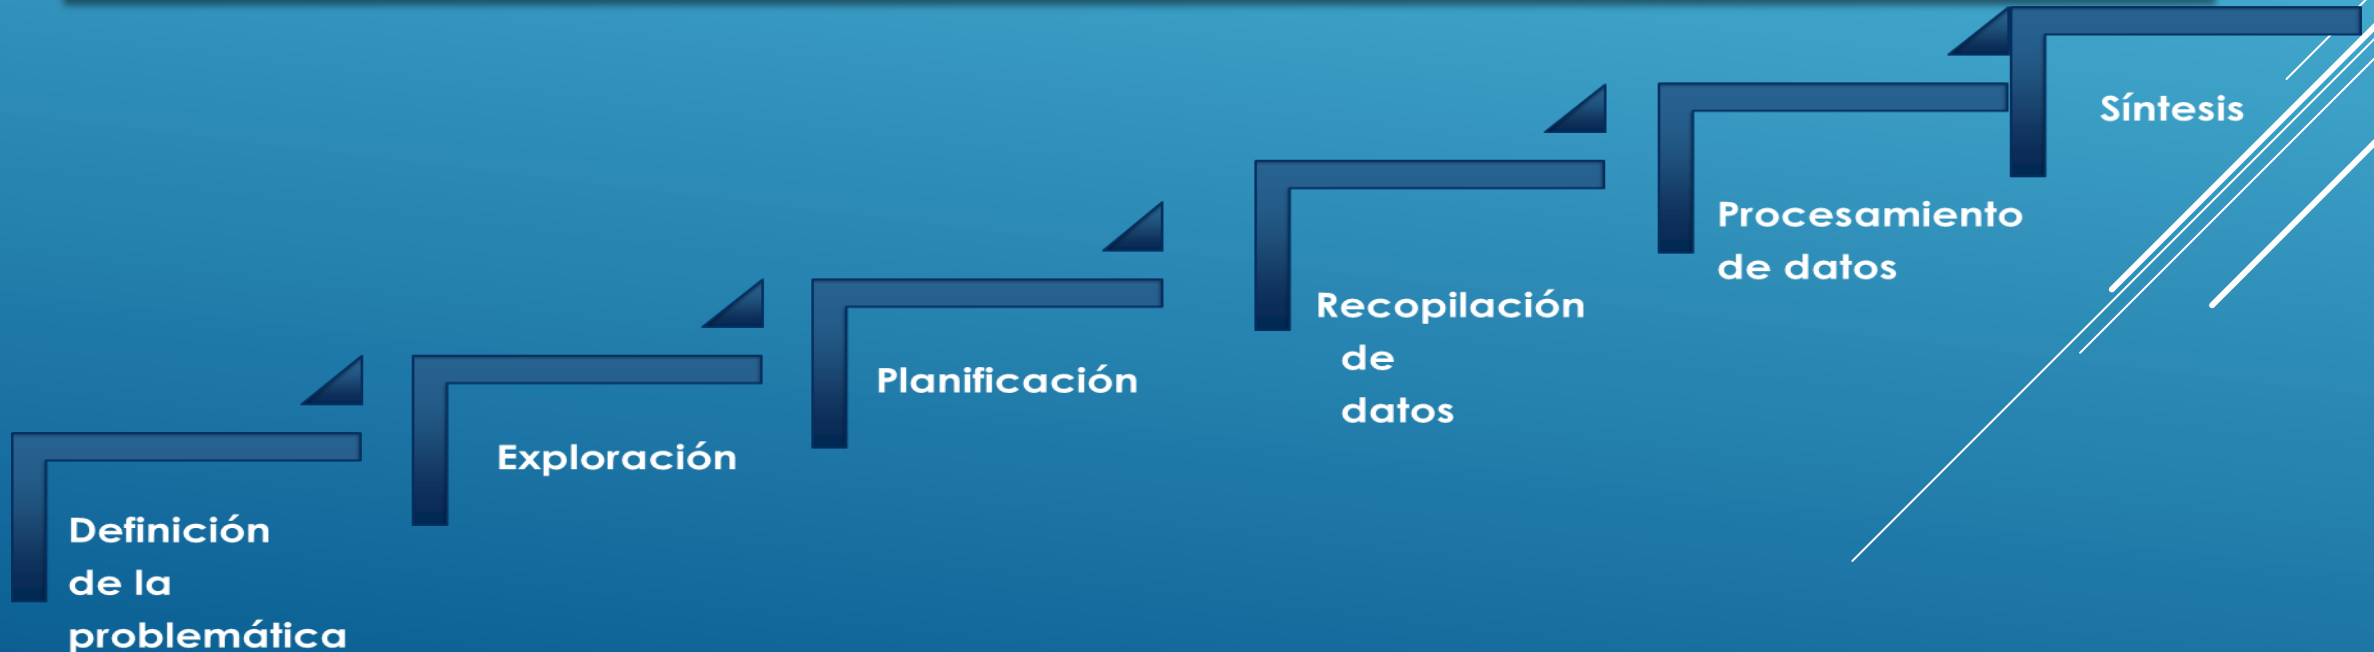 Definición
de la
problemática
Exploración
Planificación
Recopilación
de
datos
Procesamiento
de datos
Síntesis